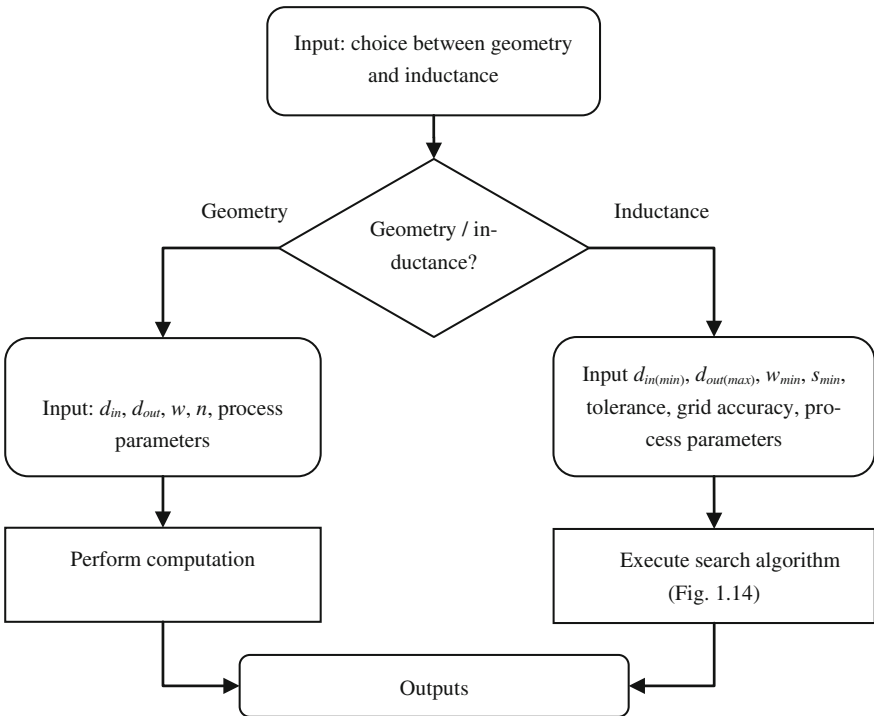 Input: choice between geometry
and inductance
Geometry
Inductance
Geometry / in-
ductance?
Input: d_in, d_out, w, n, process
parameters
Input d_in(min), d_out(max), w_min, s_min,
tolerance, grid accuracy, pro-
cess parameters
Perform computation
Execute search algorithm
(Fig. 1.14)
Outputs